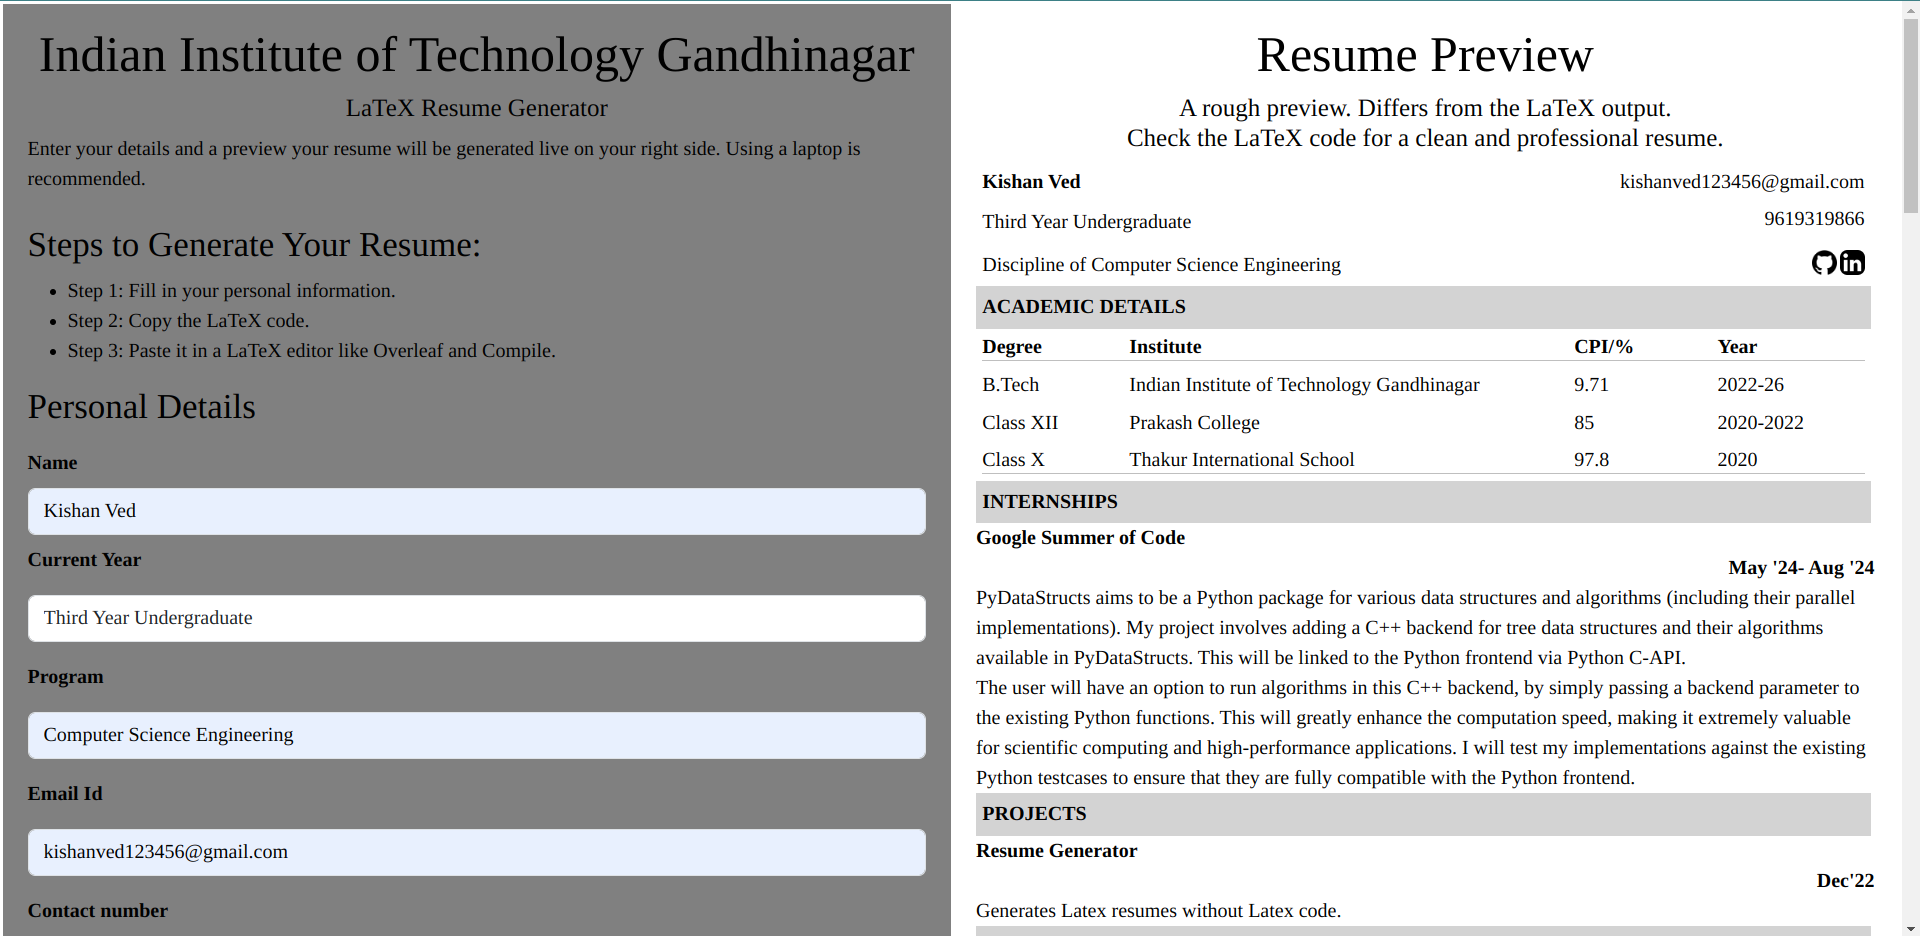 Indian Institute of Technology Gandhinagar
LaTeX Resume Generator
Enter your details and a preview your resume will be generated live on your right side. Using a laptop is
recommended.
Steps to Generate Your Resume:
Step 1: Fill in your personal information.
Step 2: Copy the LaTeX code.
Step 3: Paste it in a LaTeX editor like Overleaf and Compile.
Personal Details
Name
Kishan Ved
Current Year
Third Year Undergraduate
Program
Computer Science Engineering
Email Id
kishanved123456@gmail.com
Contact number
Resume Preview
A rough preview. Differs from the LaTeX output.
Check the LaTeX code for a clean and professional resume.
Kishan Ved kishanved123456@gmail.com
Third Year Undergraduate 9619319866
Discipline of Computer Science Engineering in
ACADEMIC DETAILS
Degree Institute CPI/% Year
B.Tech Indian Institute of Technology Gandhinagar 9.71 2022-26
Class XII Prakash College 85 2020-2022
Class X Thakur International School 97.8 2020
INTERNSHIPS
Google Summer of Code
May '24- Aug '24
PyDataStructs aims to be a Python package for various data structures and algorithms (including their parallel
implementations). My project involves adding a C++ backend for tree data structures and their algorithms
available in PyDataStructs. This will be linked to the Python frontend via Python C-API.
The user will have an option to run algorithms in this C++ backend, by simply passing a backend parameter to
the existing Python functions. This will greatly enhance the computation speed, making it extremely valuable
for scientific computing and high-performance applications. I will test my implementations against the existing
Python testcases to ensure that they are fully compatible with the Python frontend.
PROJECTS
Resume Generator
Dec'22
Generates Latex resumes without Latex code.